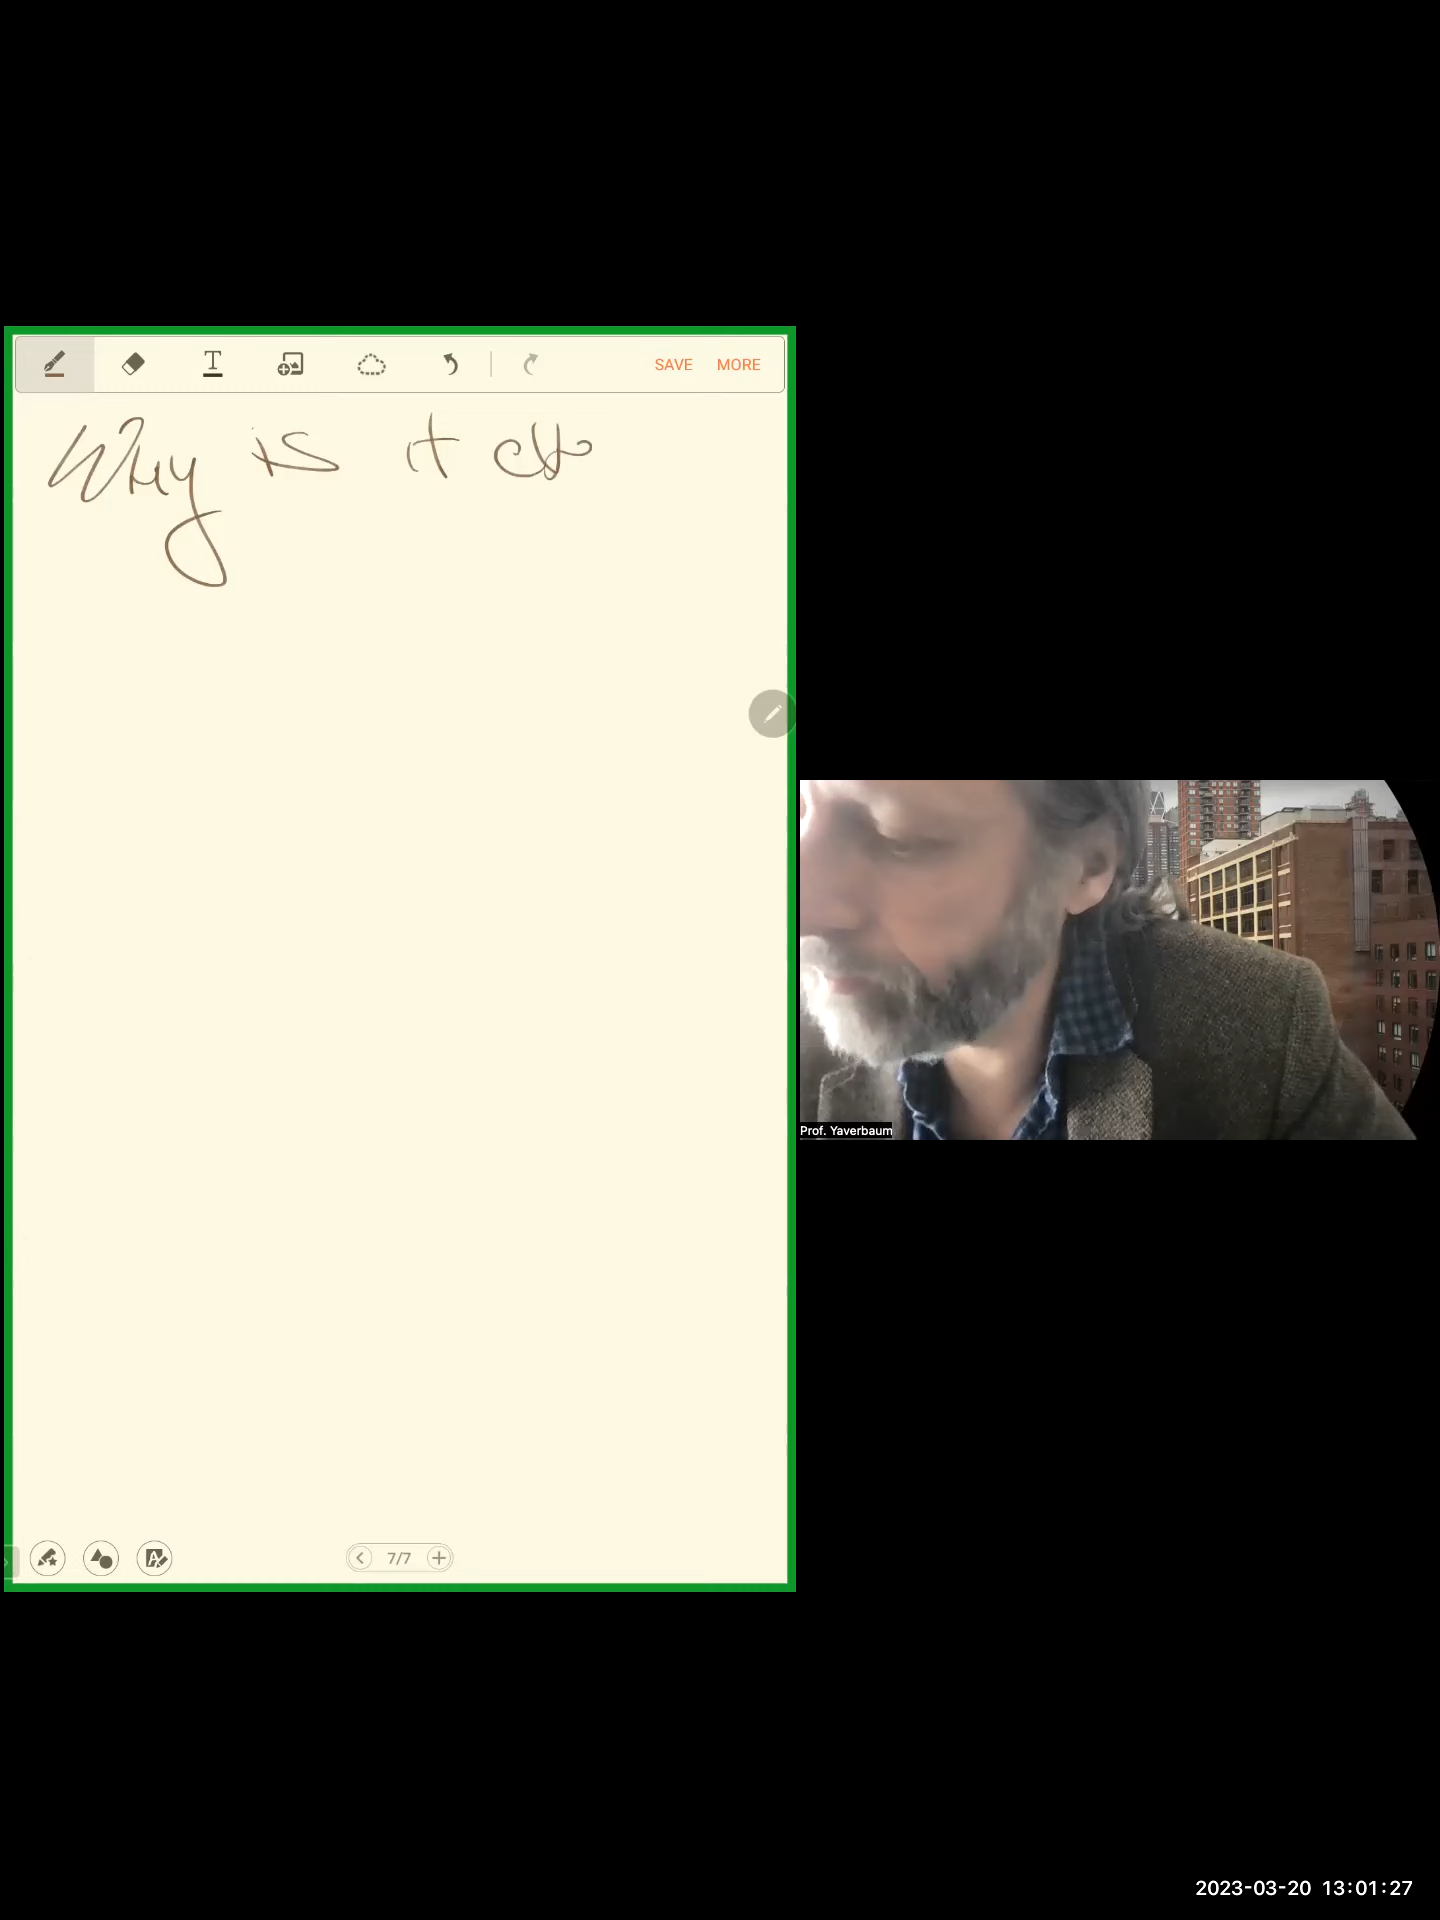 SAVE MORE
Why is it
7/7
Prof. Yaverbaum
2023-03-20 13:01:27